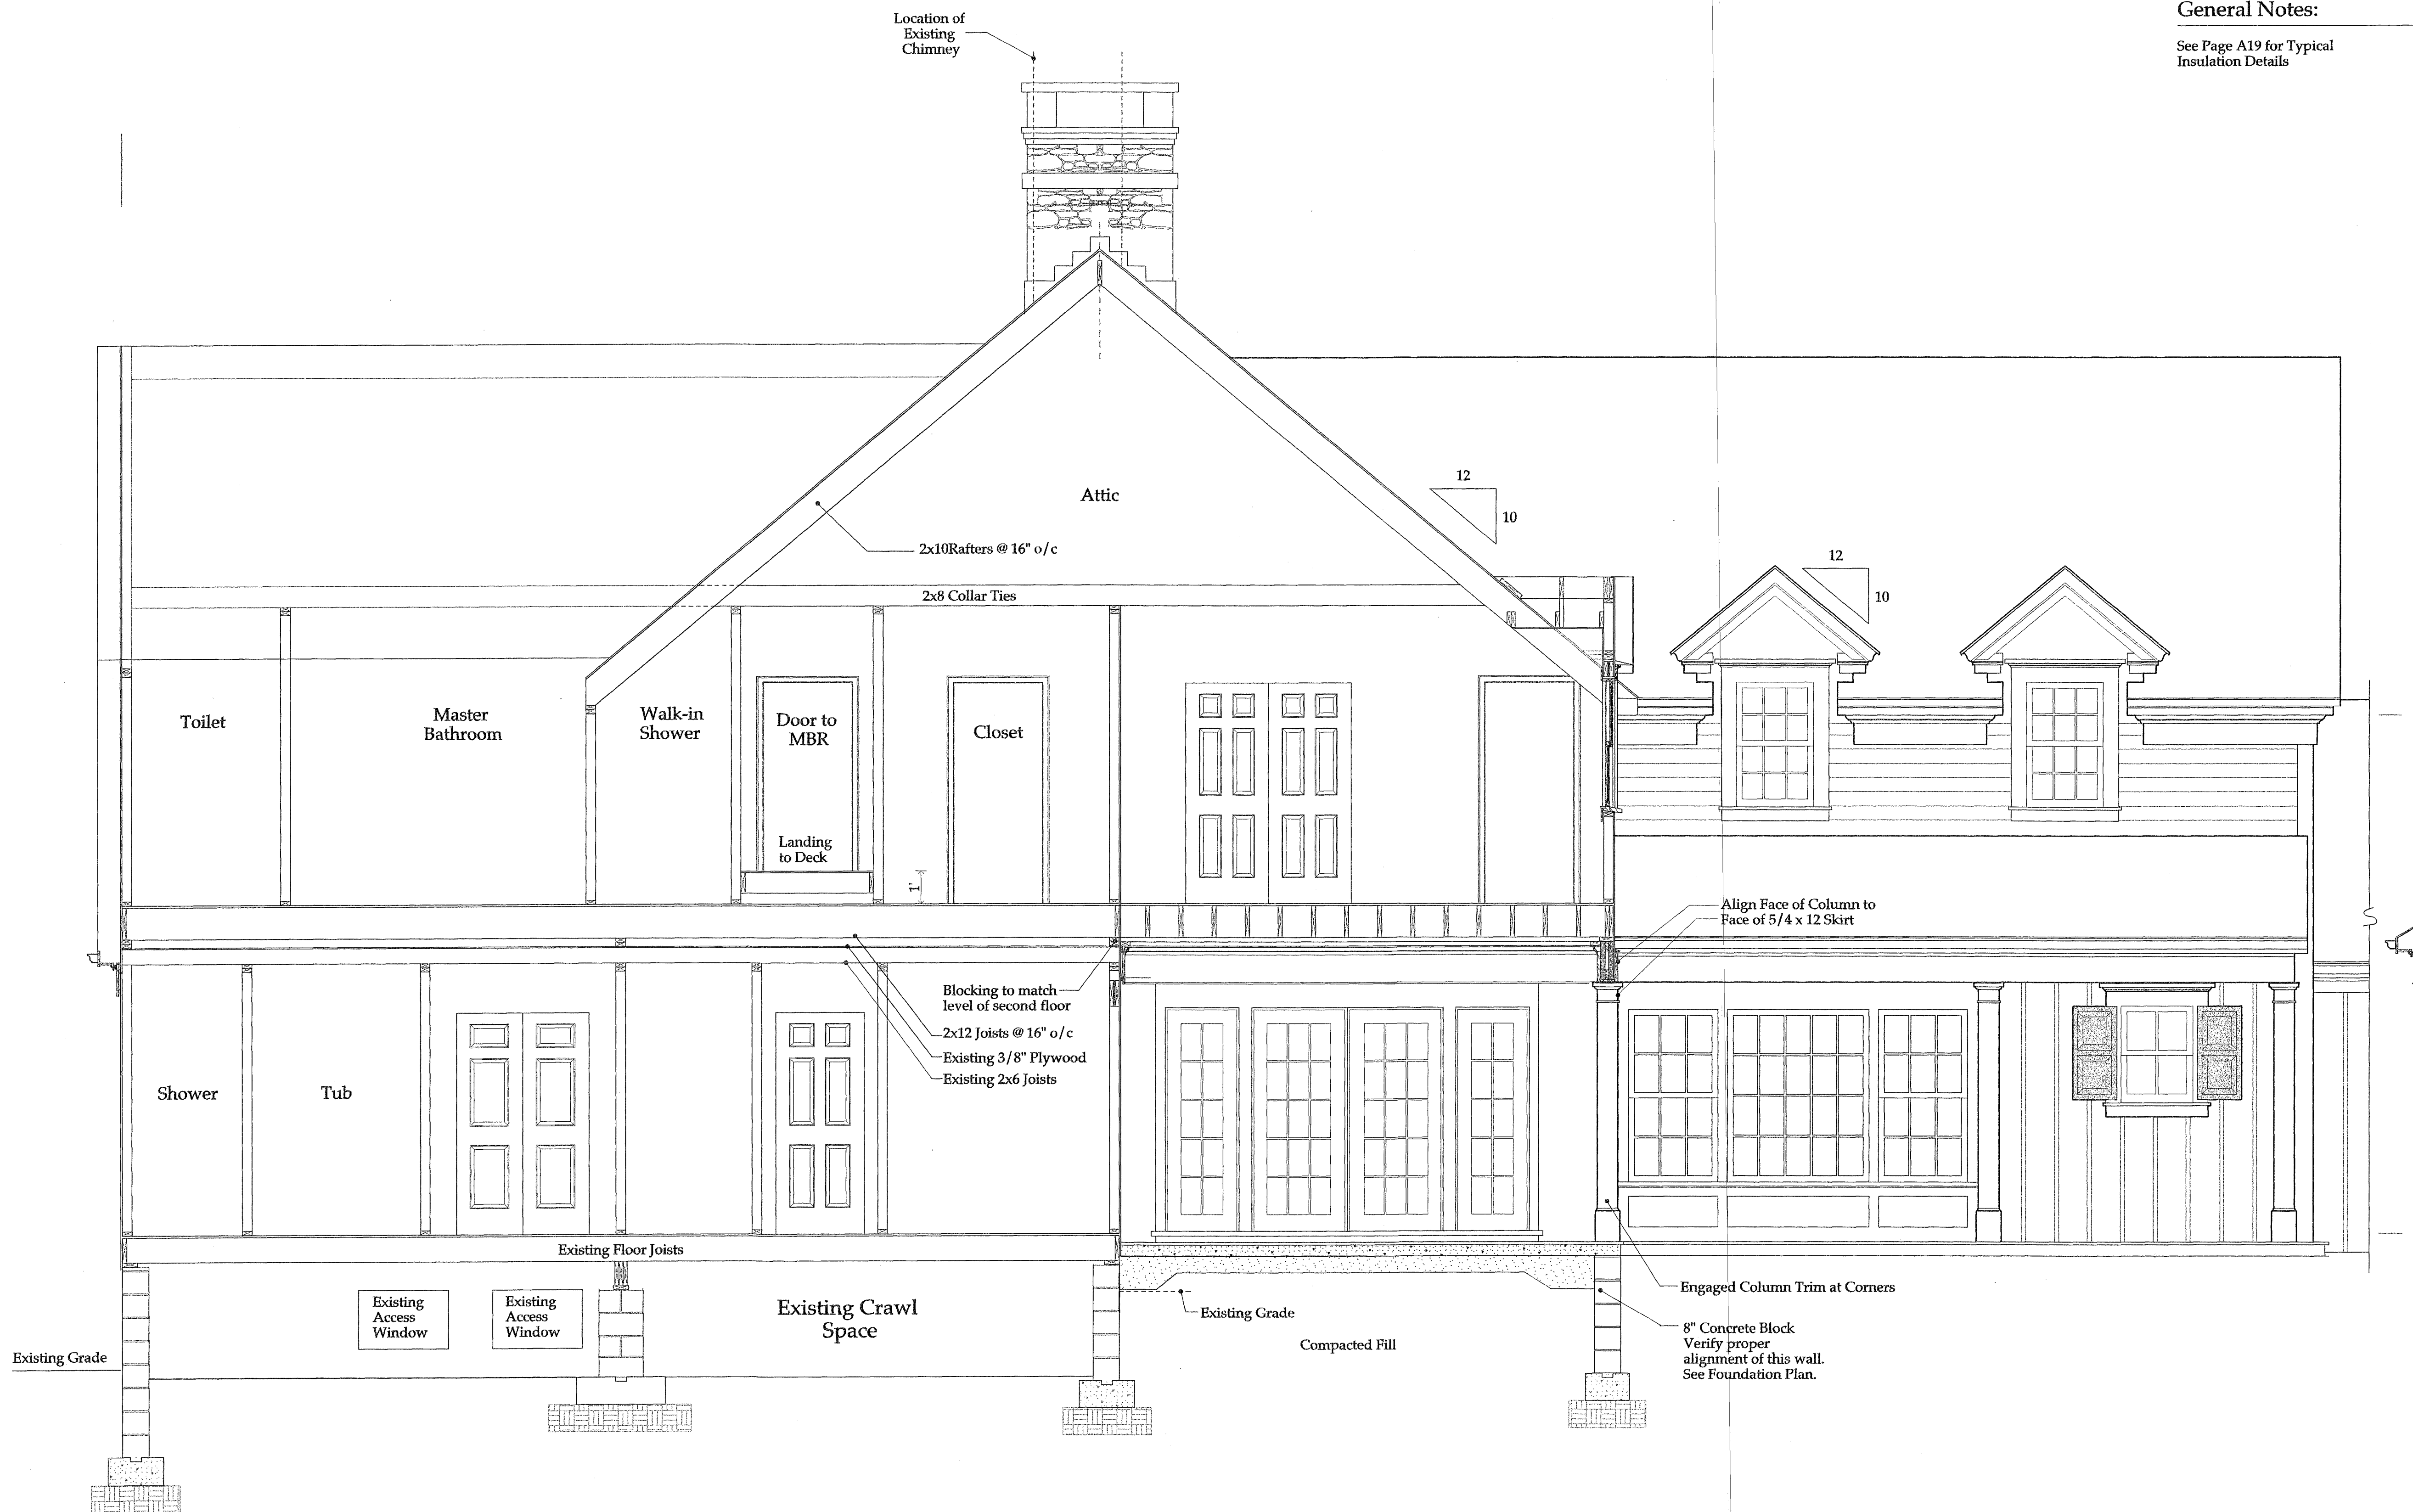 General Notes:
See Page A19 for Typical
Insulation Details
Location of
Existing
Chimney
12
10
Attic
2x10Rafters @ 16" o/c
12
10
2x8 Collar Ties
Toilet
Master
Bathroom
Walk-in
Shower
Door to
MBR
Closet
Landing
to Deck
1'
Align Face of Column to
Face of 5/4 x 12 Skirt
Blocking to match
level of second floor
2x12 Joists @ 16" o/c
Existing 3/8" Plywood
Existing 2x6 Joists
Shower
Tub
Existing Floor Joists
Engaged Column Trim at Corners
Existing
Access
Window
Existing
Access
Window
Existing Crawl
Space
Existing Grade
Compacted Fill
8" Concrete Block
Verify proper
alignment of this wall.
See Foundation Plan.
Existing Grade